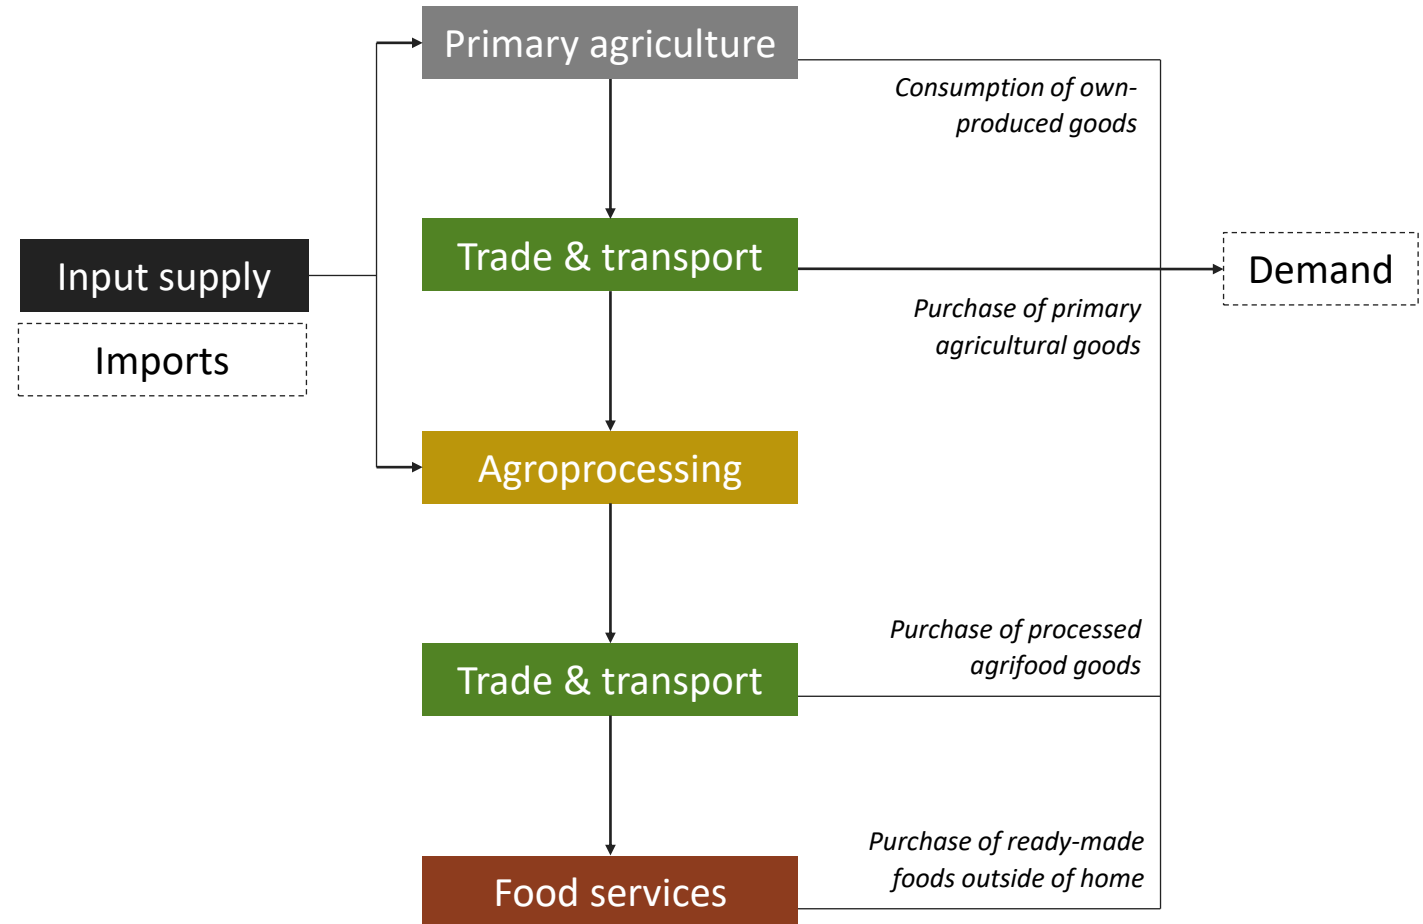 Primary agriculture
Consumption of own-
produced goods
Trade & transport
Input supply
Demand
Imports
Purchase of primary
agricultural goods
Agroprocessing
Purchase of processed
agrifood goods
Trade & transport
Purchase of ready-made
foods outside of home
Food services